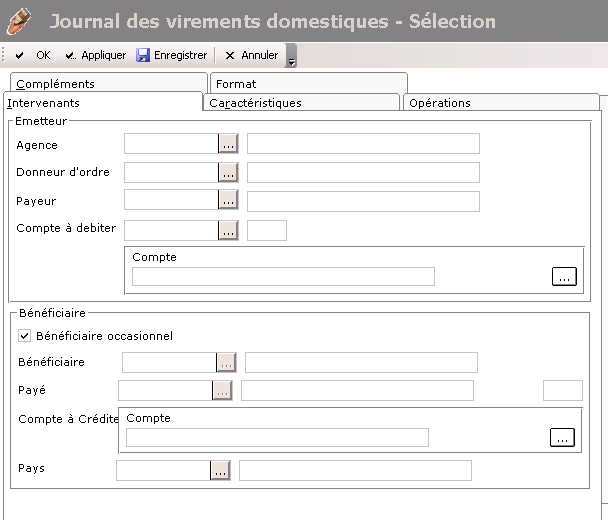 Journal des virements domestiques - Sélection
OK Appliquer Enregistrer Annuler
Compléments Format
Intervenants Caractéristiques Opérations
Emetteur
Agence ...
Donneur d'ordre ...
Payeur ...
Compte à debiter ...
Compte
...
Bénéficiaire
Bénéficiaire occasionnel
Bénéficiaire ...
Payé ...
Compte à Crédite Compte
...
Pays ...